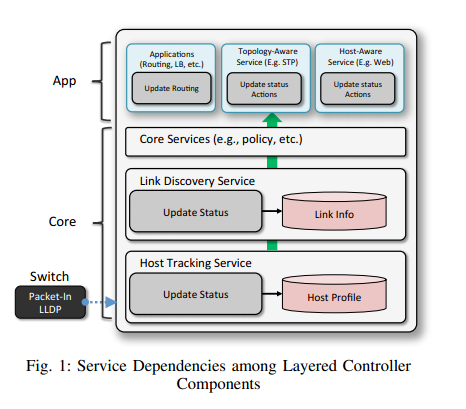 App
Applications
(Routing, LB, etc.)
Update Routing
Topology-Aware
Service (E.g. STP)
Update status
Actions
Host-Aware
Service (E.g. Web)
Update status
Actions
Core
Core Services (e.g., policy, etc.)
Link Discovery Service
Update Status
Link Info
Host Tracking Service
Update Status
Host Profile
Switch
Packet-In
LLDP
Fig. 1: Service Dependencies among Layered Controller
Components